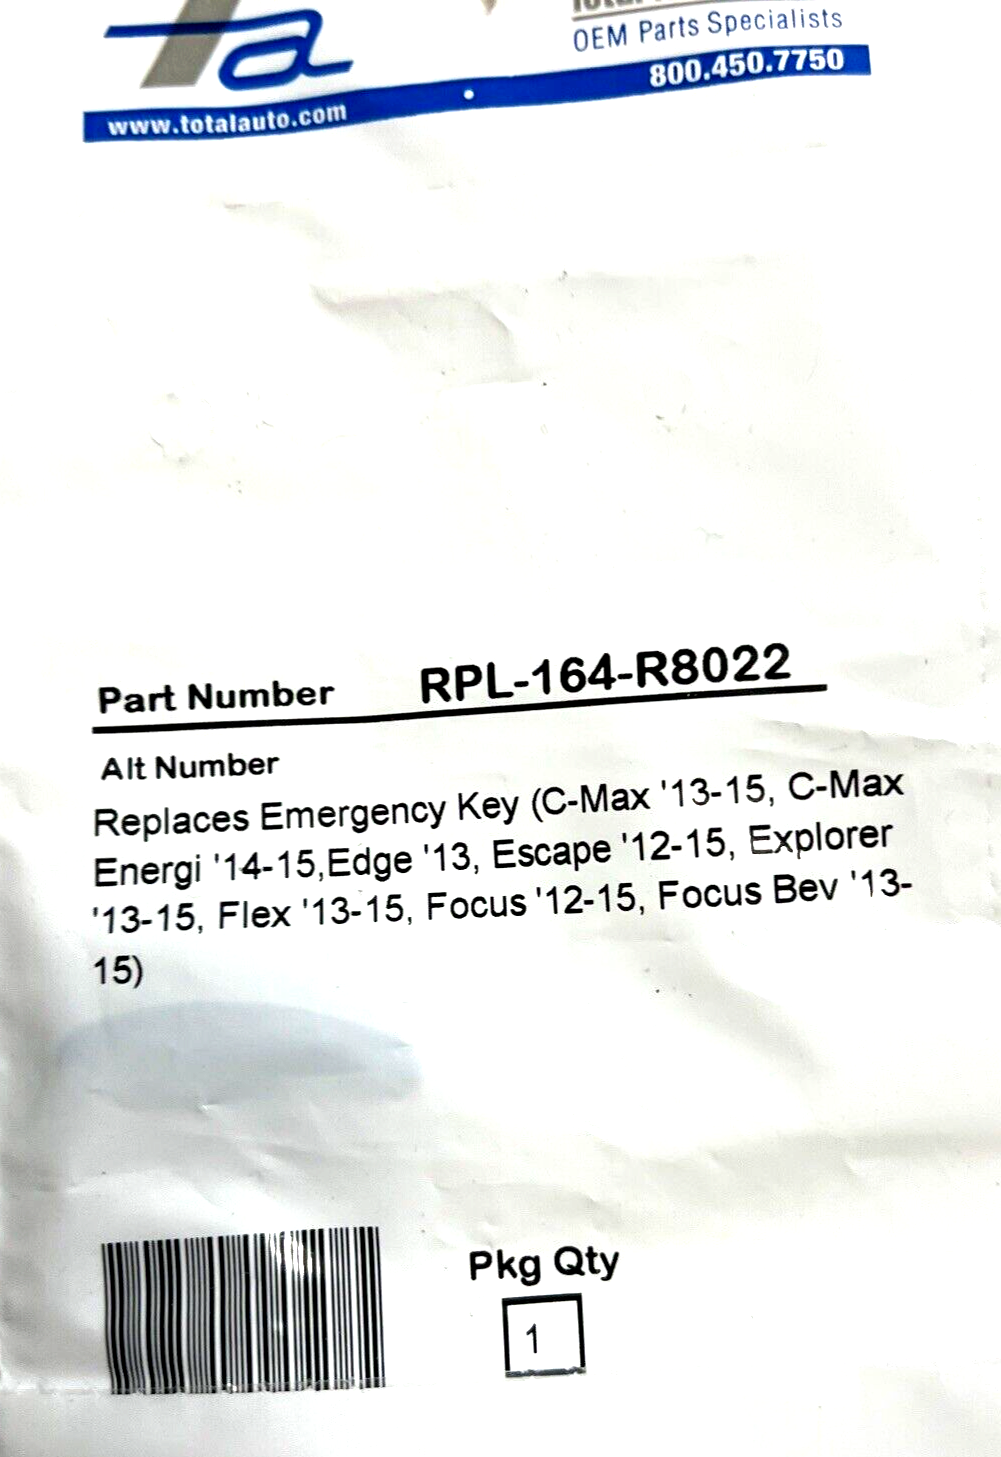 Ta
OEM Parts Specialists
800.450.7750
www.totalauto.com
Part Number RPL-164-R8022
Alt Number
Replaces Emergency Key (C-Max '13-15, C-Max
Energi '14-15,Edge '13, Escape '12-15, Explorer
'13-15, Flex '13-15, Focus '12-15, Focus Bev '13-
15)
Pkg Qty
1